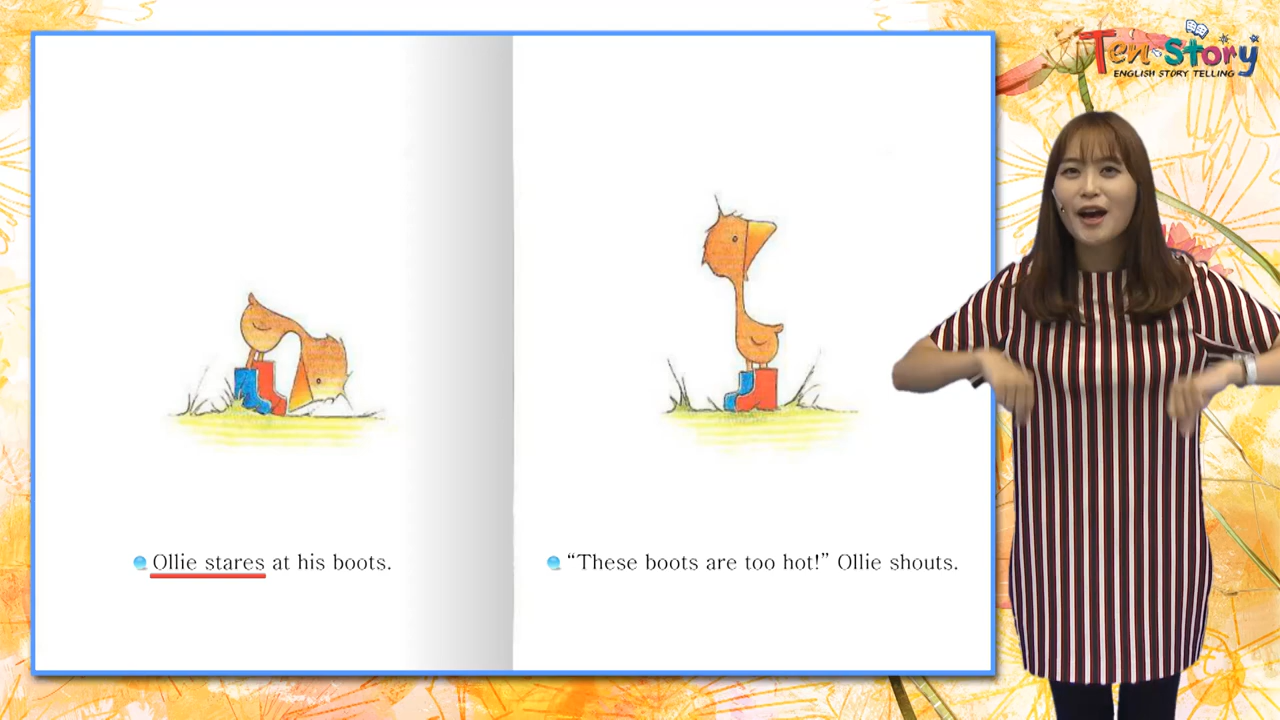 Ten Story
ENGLISH STORY TELLING
Ollie stares at his boots.
“These boots are too hot!” Ollie shouts.